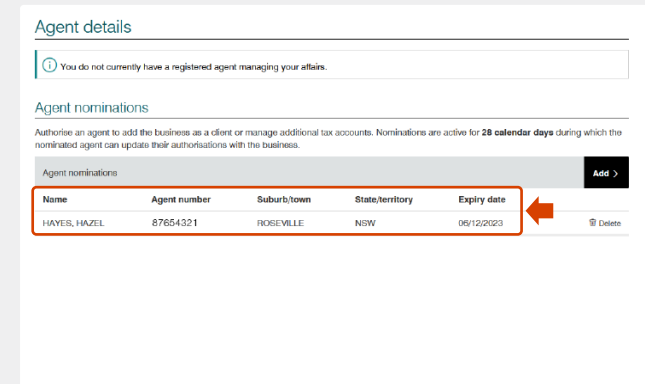 Agent details
You do not currently have a registered agent managing your affairs.
Agent nominations
Authorise an agent to add the business as a client or manage additional tax accounts. Nominations are active for 28 calendar days during which the
nominated agent can update their authorisations with the business.
Agent nominations Add >
Name Agent number Suburb/town State/territory Expiry date
HAYES, HAZEL 87654321 ROSEVILLE NSW 06/12/2023 Delete